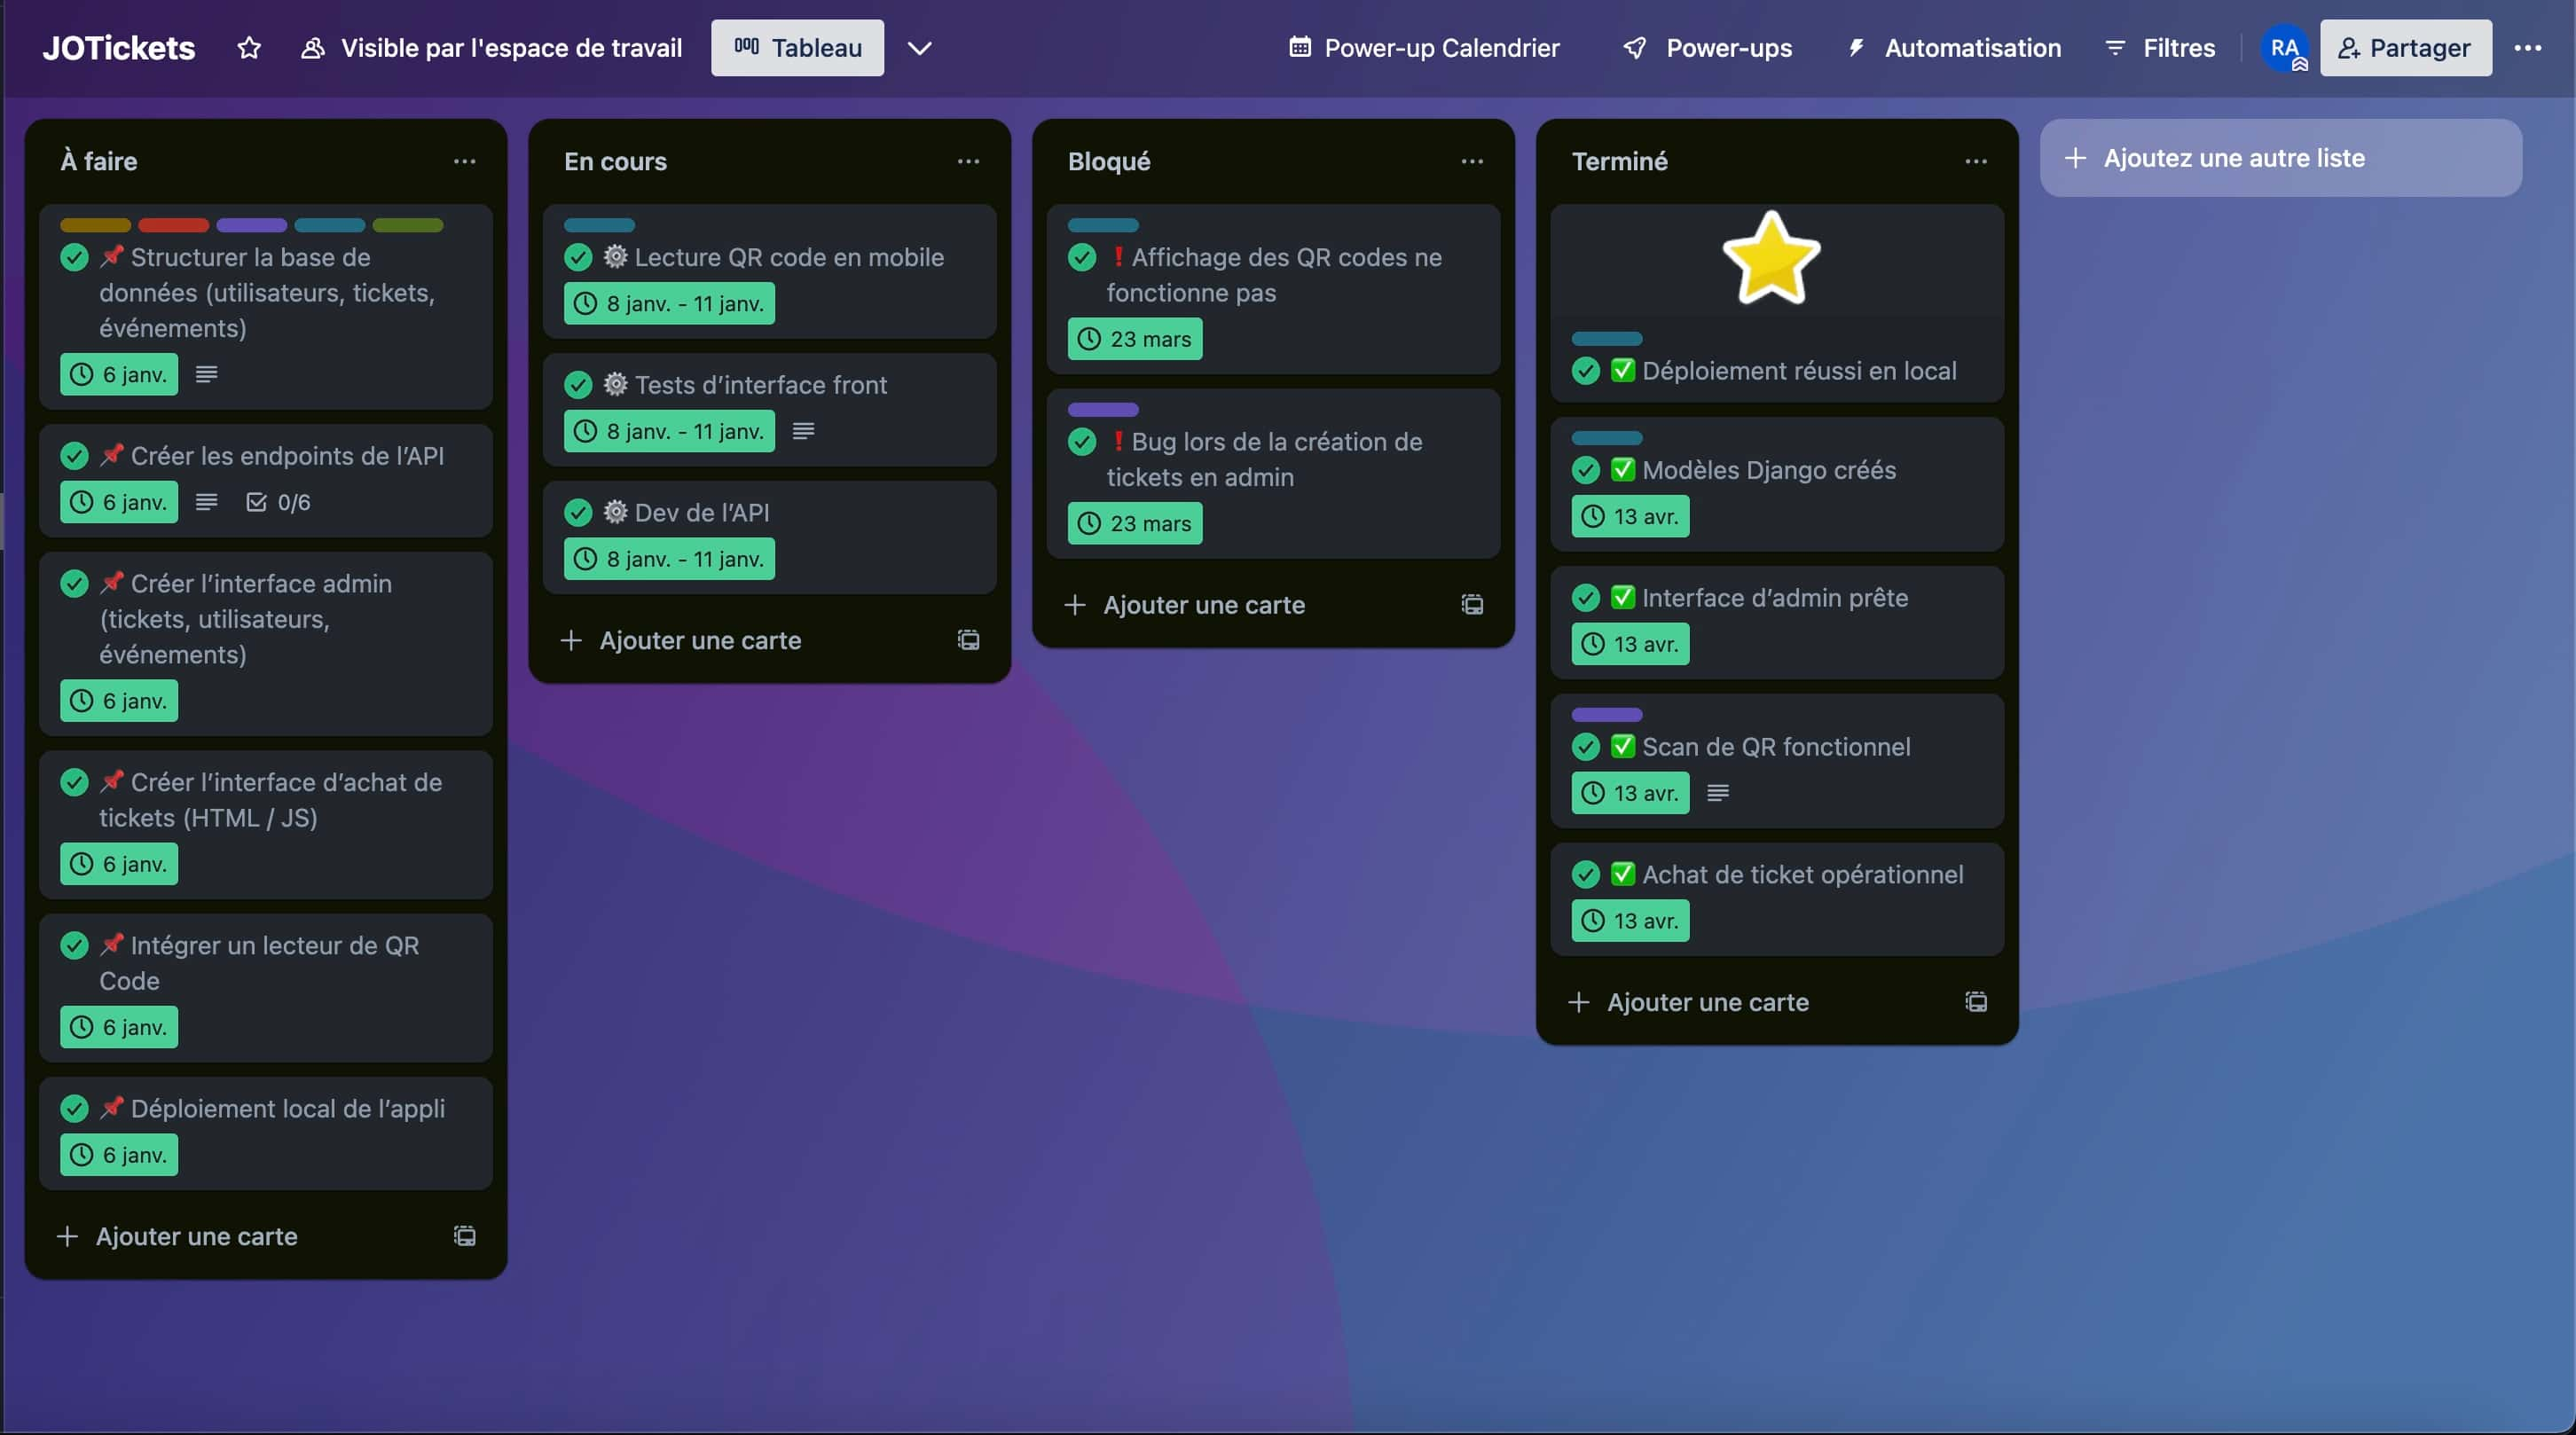 JOTickets
Visible par l'espace de travail
Tableau
Power-up Calendrier
Power-ups
Automatisation
Filtres
RA
Partager
À faire
📌 Structurer la base de
données (utilisateurs, tickets,
événements)
6 janv.
📌 Créer les endpoints de l’API
6 janv.
0/6
📌 Créer l’interface admin
(tickets, utilisateurs,
événements)
6 janv.
📌 Créer l’interface d’achat de
tickets (HTML / JS)
6 janv.
📌 Intégrer un lecteur de QR
Code
6 janv.
📌 Déploiement local de l’appli
6 janv.
Ajouter une carte
En cours
⚙️ Lecture QR code en mobile
8 janv. - 11 janv.
⚙️ Tests d’interface front
8 janv. - 11 janv.
⚙️ Dev de l’API
8 janv. - 11 janv.
Ajouter une carte
Bloqué
❗ Affichage des QR codes ne
fonctionne pas
23 mars
❗ Bug lors de la création de
tickets en admin
23 mars
Ajouter une carte
Terminé
✅ Déploiement réussi en local
✅ Modèles Django créés
13 avr.
✅ Interface d’admin prête
13 avr.
✅ Scan de QR fonctionnel
13 avr.
✅ Achat de ticket opérationnel
13 avr.
Ajouter une carte
Ajoutez une autre liste